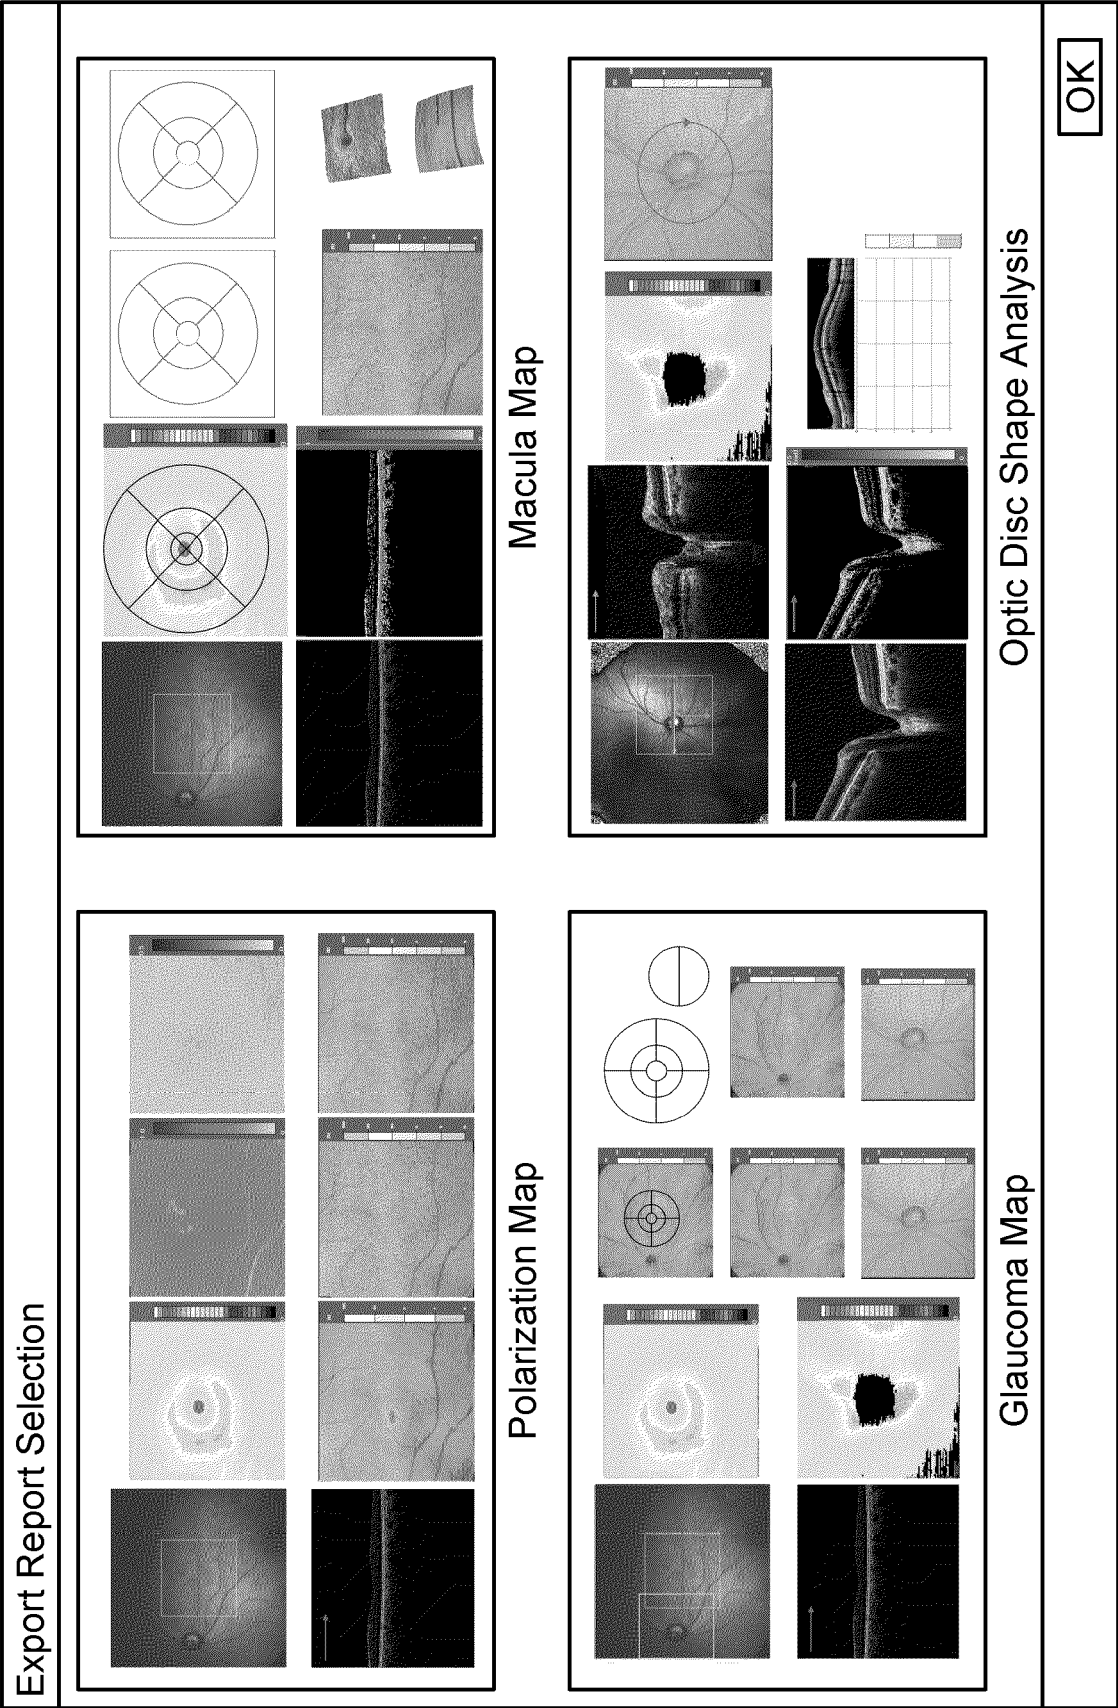 Export Report Selection
Polarization Map
Macula Map
Glaucoma Map
Optic Disc Shape Analysis
OK